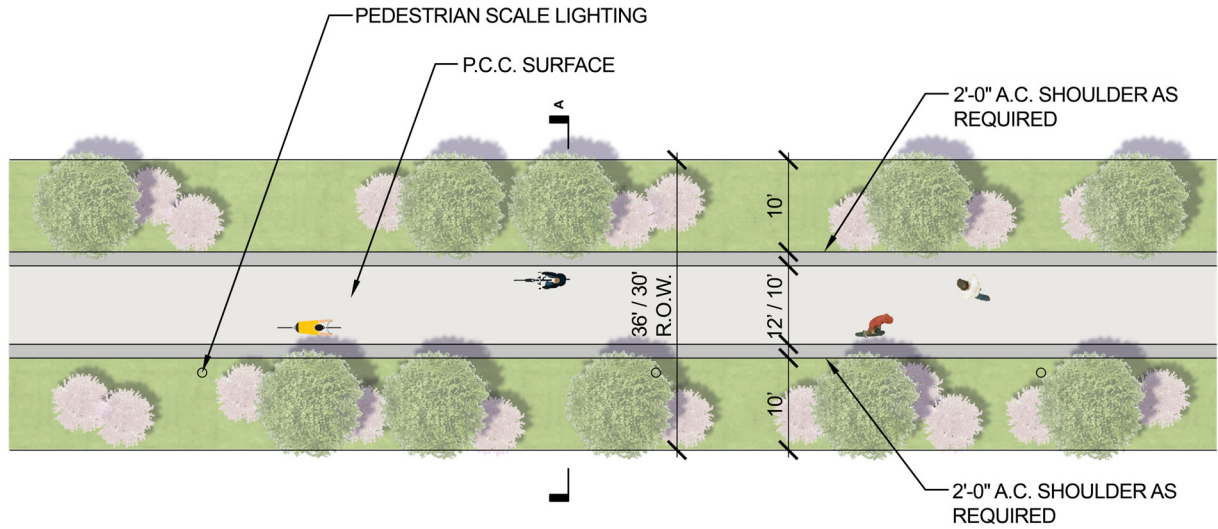 PEDESTRIAN SCALE LIGHTING
P.C.C. SURFACE
A
2'-0" A.C. SHOULDER AS
REQUIRED
10’
36' / 30'
R.O.W.
12’ / 10’
10’
2'-0" A.C. SHOULDER AS
REQUIRED